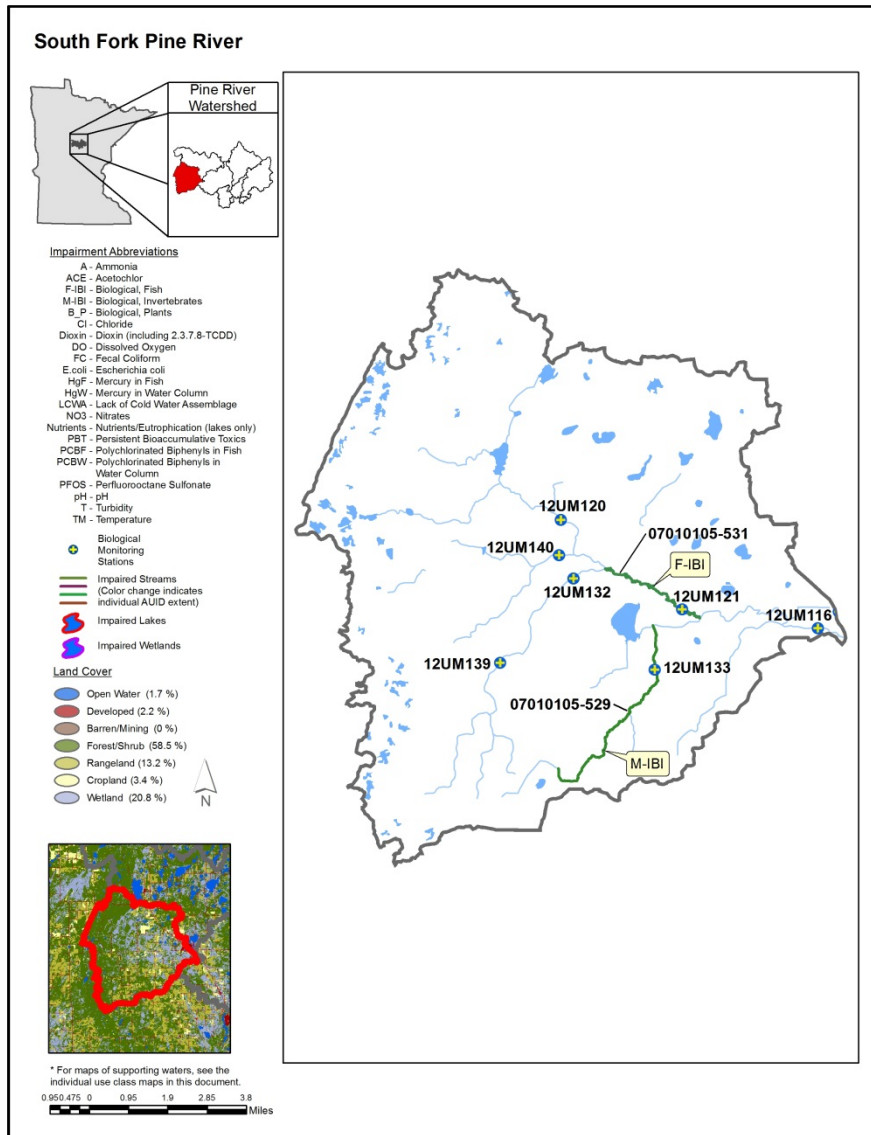 South Fork Pine River
Pine River
Watershed
Impairment Abbreviations
A - Ammonia
ACE - Acetochlor
F-IBI - Biological, Fish
M-IBI - Biological, Invertebrates
B_P - Biological, Plants
Cl - Chloride
Dioxin - Dioxin (including 2.3.7.8-TCDD)
DO - Dissolved Oxygen
FC - Fecal Coliform
E.coli - Escherichia coli
HgF - Mercury in Fish
HgW - Mercury in Water Column
LCWA - Lack of Cold Water Assemblage
NO3 - Nitrates
Nutrients - Nutrients/Eutrophication (lakes only)
PBT - Persistent Bioaccumulative Toxics
PCBF - Polychlorinated Biphenyls in Fish
PCBW - Polychlorinated Biphenyls in
Water Column
PFOS - Perfluorooctane Sulfonate
pH - pH
T - Turbidity
TM - Temperature
Biological
Monitoring
Stations
Impaired Streams
(Color change indicates
individual AUID extent)
Impaired Lakes
Impaired Wetlands
Land Cover
Open Water (1.7 %)
Developed (2.2 %)
Barren/Mining (0 %)
Forest/Shrub (58.5 %)
Rangeland (13.2 %)
Cropland (3.4 %)
Wetland (20.8 %)
N
* For maps of supporting waters, see the
individual use class maps in this document.
0.95 0.475 0 0.95 1.9 2.85 3.8
Miles
12UM120
07010105-531
12UM140
F-IBI
12UM132
12UM121
12UM116
12UM139
12UM133
07010105-529
M-IBI